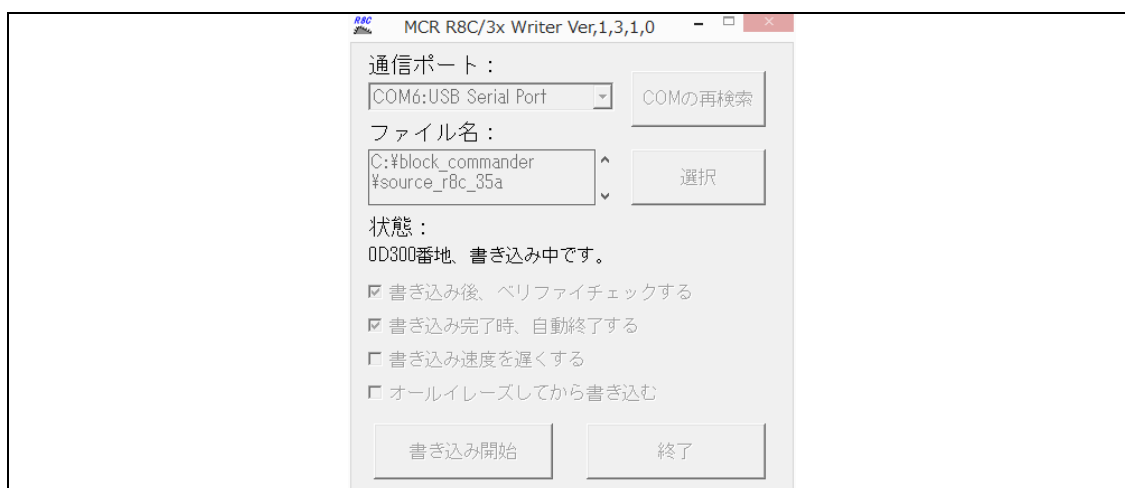 R8C
MCR R8C/3x Writer Ver,1,3,1,0
通信ポート：
COM6:USB Serial Port
COMの再検索
ファイル名：
C:¥block_commander
¥source_r8c_35a
選択
状態：
0D300番地、書き込み中です。
書き込み後、ベリファイチェックする
書き込み完了時、自動終了する
書き込み速度を遅くする
オールイレーズしてから書き込む
書き込み開始
終了